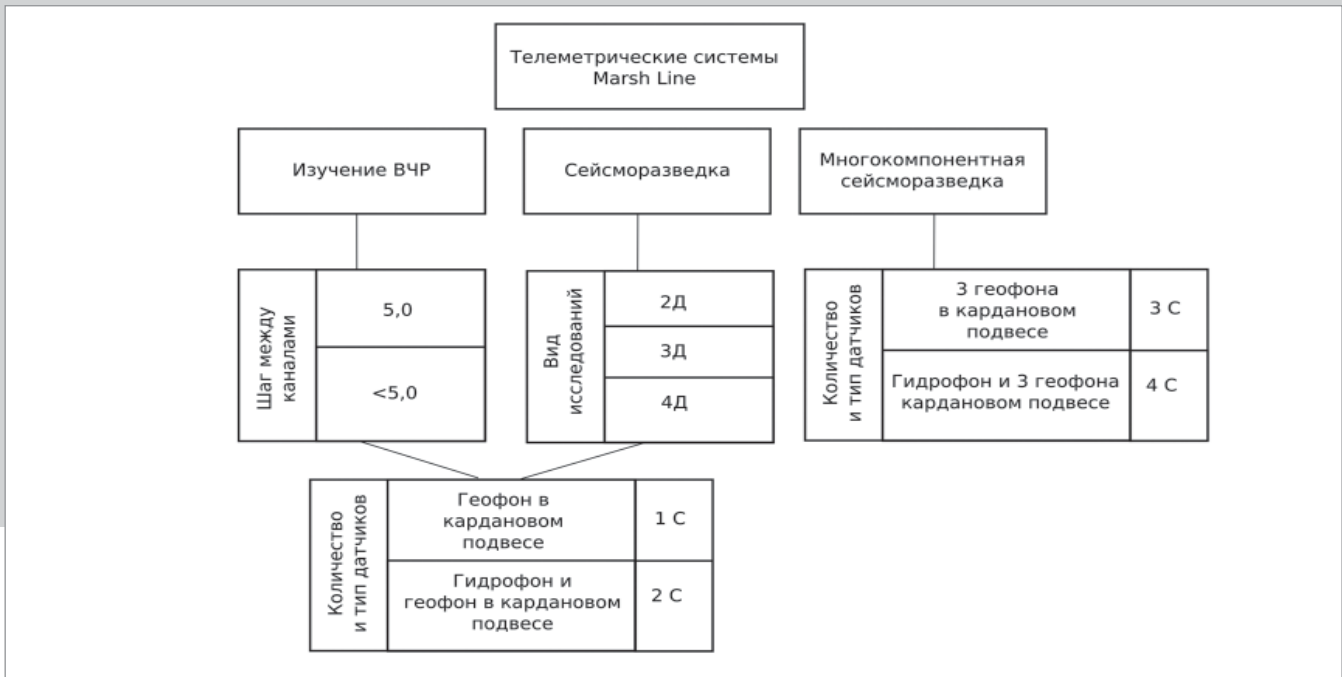 Телеметрические системы
Marsh Line
Изучение ВЧР
Сейсморазведка
Многокомпонентная
сейсморазведка
Шаг между
каналами
5,0
<5,0
Вид
исследований
2Д
3Д
4Д
Количество
и тип датчиков
3 геофона
в кардановом
подвесе
3 С
Гидрофон и 3 геофона
кардановом подвесе
4 С
Количество
и тип датчиков
Геофон в
кардановом
подвесе
1 С
Гидрофон и
геофон в кардановом
подвесе
2 С